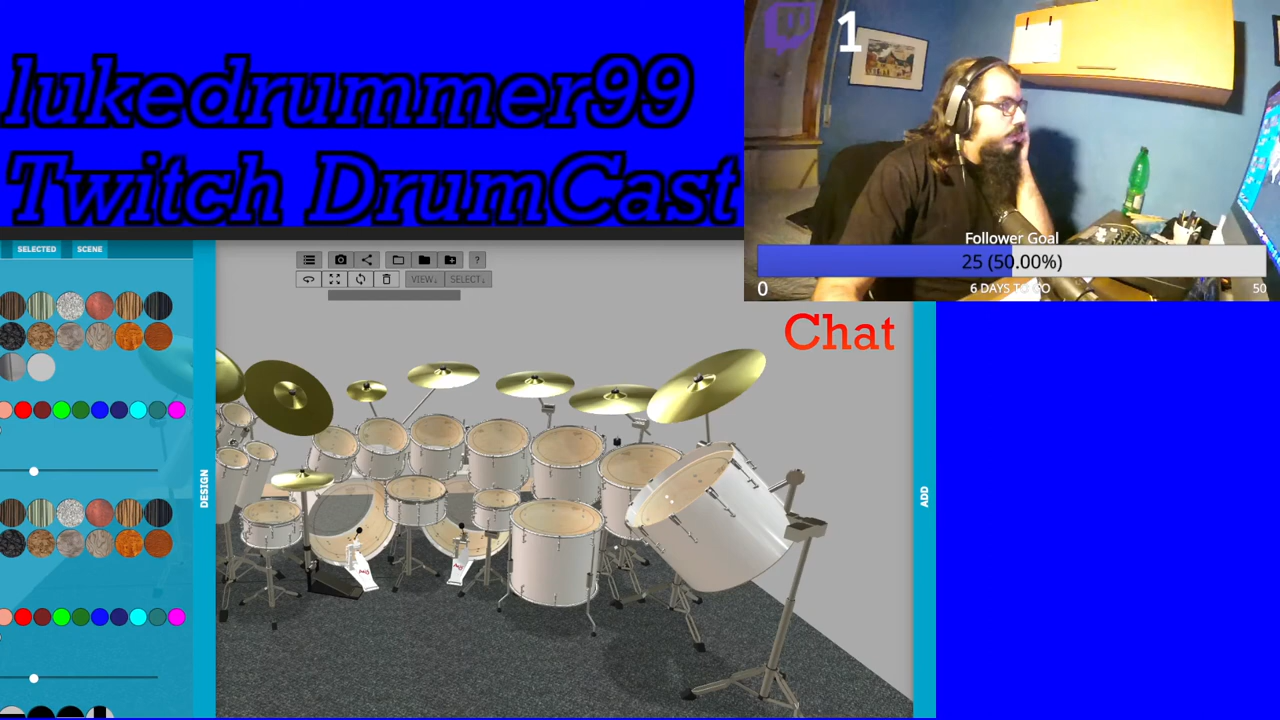 lukedrummer99
Twitch DrumCast
1
Follower Goal
25 (50.00%)
0
6 DAYS TO GO
50
SELECTED
SCENE
?
VIEW↓
SELECT↓
Chat
DESIGN
ADD